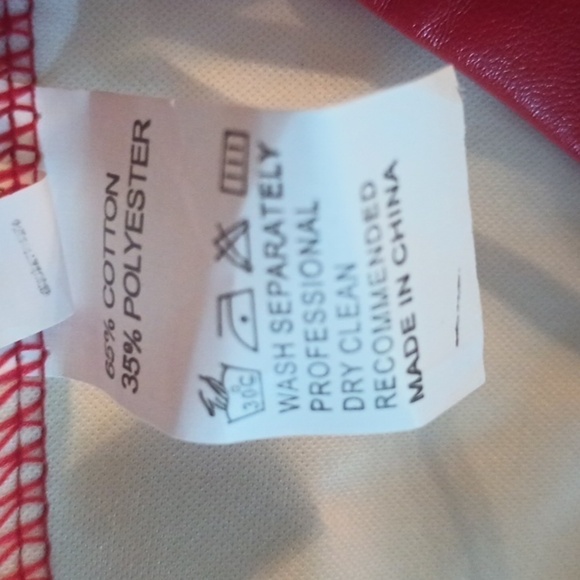 65% COTTON
35% POLYESTER
30°C
WASH SEPARATELY
PROFESSIONAL
DRY CLEAN
RECOMMENDED
MADE IN CHINA